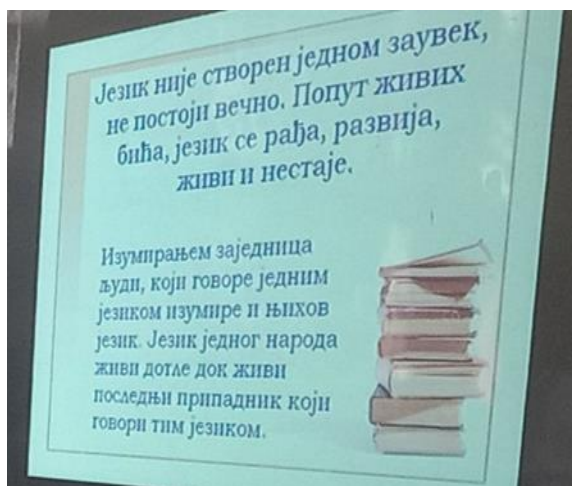 Језик није створен једном заувек,
не постоји вечно. Попут живих
бића, језик се рађа, развија,
живи и нестаје.
Изумирањем заједница
људи, који говоре једним
језиком изумире и њихов
језик. Језик једног народа
живи дотле док живи
последњи припадник који
говори тим језиком.